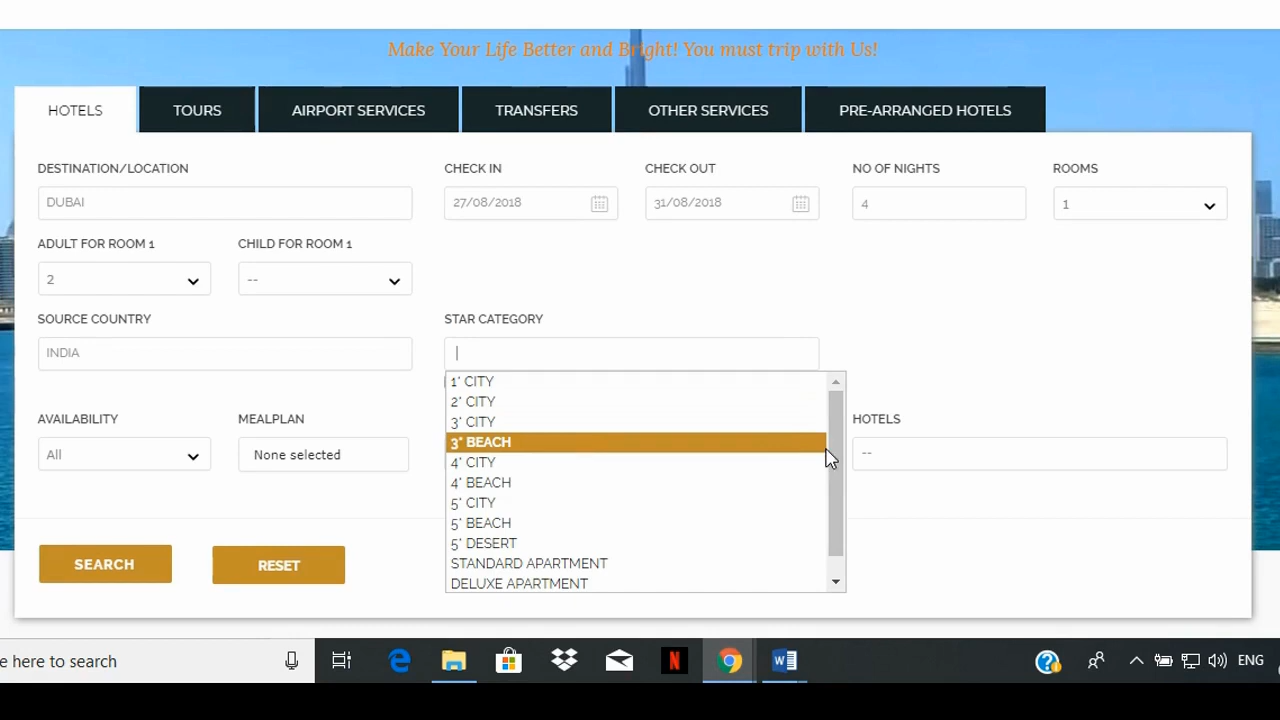 Make Your Life Better and Bright! You must trip with Us!
HOTELS
TOURS
AIRPORT SERVICES
TRANSFERS
OTHER SERVICES
PRE-ARRANGED HOTELS
DESTINATION/LOCATION
CHECK IN
CHECK OUT
NO OF NIGHTS
ROOMS
DUBAI
27/08/2018
31/08/2018
4
1
ADULT FOR ROOM 1
CHILD FOR ROOM 1
2
--
SOURCE COUNTRY
STAR CATEGORY
INDIA
1* CITY
2* CITY
3* CITY
3* BEACH
4* CITY
4* BEACH
5* CITY
5* BEACH
5* DESERT
STANDARD APARTMENT
DELUXE APARTMENT
AVAILABILITY
MEALPLAN
HOTELS
All
None selected
--
SEARCH
RESET
e here to search
ENG